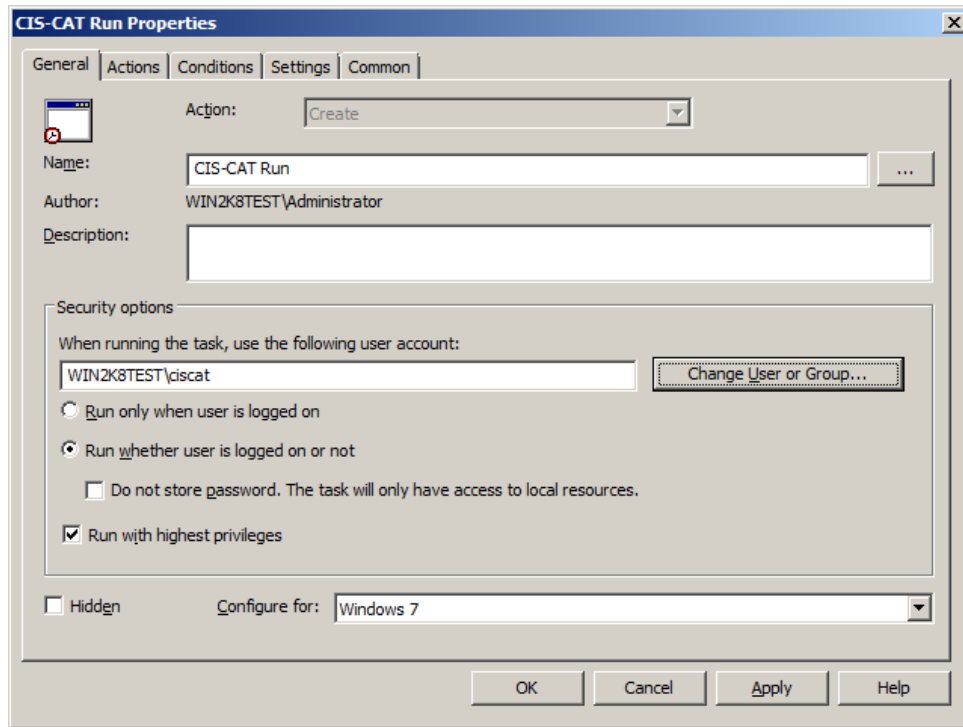 CIS-CAT Run Properties
General Actions Conditions Settings Common
Action: Create
Name: CIS-CAT Run ...
Author: WIN2K8TEST\Administrator
Description:
Security options
When running the task, use the following user account:
WIN2K8TEST\ciscat Change User or Group...
Run only when user is logged on
Run whether user is logged on or not
Do not store password. The task will only have access to local resources.
Run with highest privileges
Hidden Configure for: Windows 7
OK Cancel Apply Help